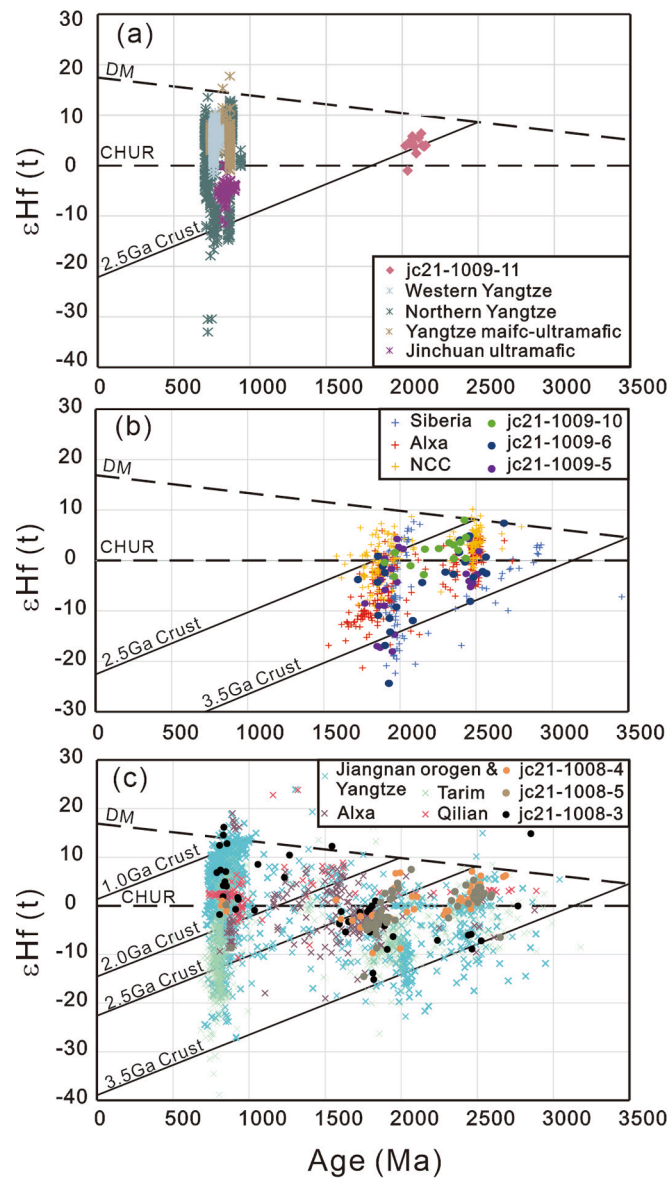 (a)
30
20
10
0
-10
-20
-30
-40
εHf (t)
DM
CHUR
2.5Ga Crust
jc21-1009-11
Western Yangtze
Northern Yangtze
Yangtze maifc-ultramafic
Jinchuan ultramafic
0 500 1000 1500 2000 2500 3000 3500
(b)
30
20
10
0
-10
-20
-30
εHf (t)
DM
CHUR
2.5Ga Crust
3.5Ga Crust
Siberia jc21-1009-10
Alxa jc21-1009-6
NCC jc21-1009-5
0 500 1000 1500 2000 2500 3000 3500
(c)
30
20
10
0
-10
-20
-30
-40
εHf (t)
DM
1.0Ga Crust
CHUR
2.0Ga Crust
2.5Ga Crust
3.5Ga Crust
Jiangnan orogen & jc21-1008-4
Yangtze Tarim jc21-1008-5
Alxa Qilian jc21-1008-3
0 500 1000 1500 2000 2500 3000 3500
Age (Ma)